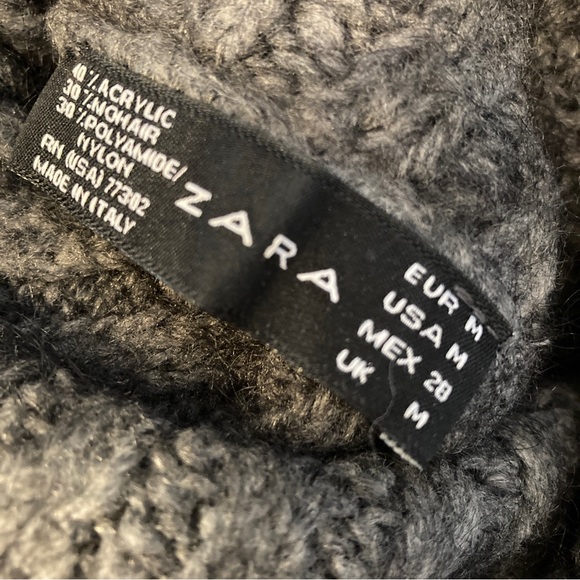 40 % ACRYLIC
30 % MOHAIR
30 % POLYAMIDE/
NYLON
RN (USA) 77302
MADE IN ITALY
ZARA
EUR M
USA M
MEX 28
UK M